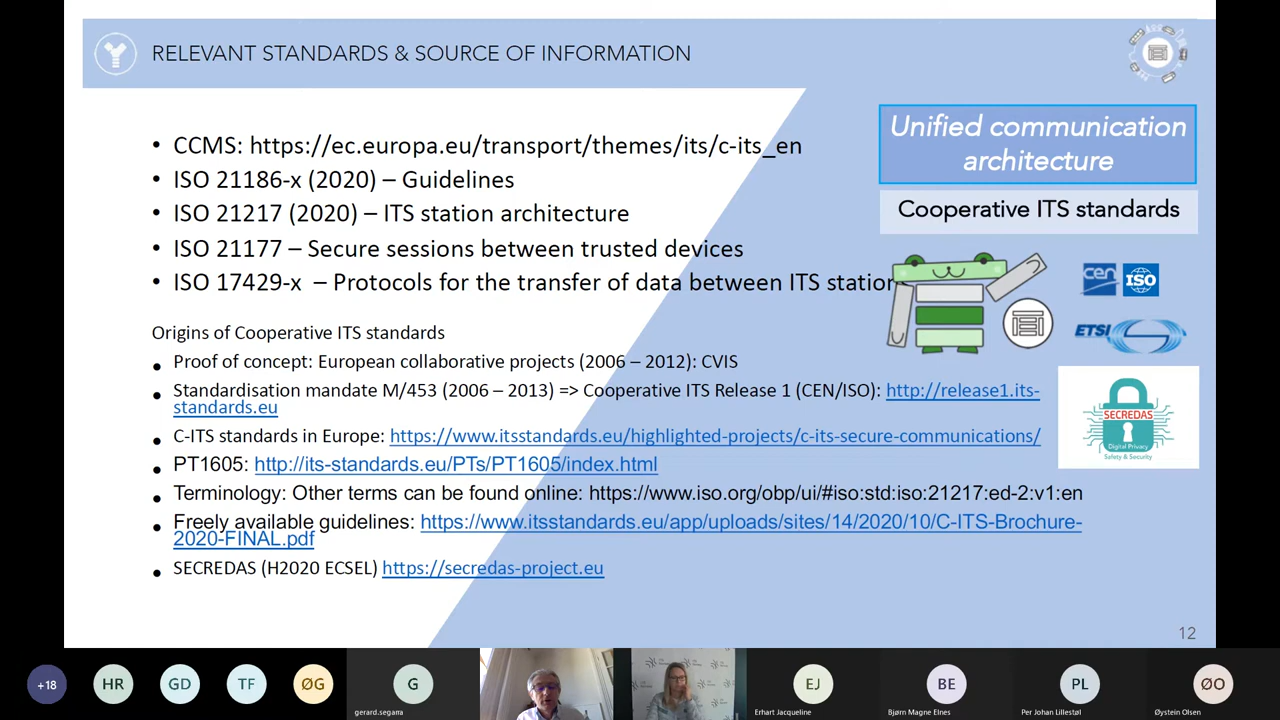 RELEVANT STANDARDS & SOURCE OF INFORMATION
• CCMS: https://ec.europa.eu/transport/themes/its/c-its_en
• ISO 21186-x (2020) – Guidelines
• ISO 21217 (2020) – ITS station architecture
• ISO 21177 – Secure sessions between trusted devices
• ISO 17429-x – Protocols for the transfer of data between ITS stations
Unified communication
architecture
Cooperative ITS standards
cen
ISO
ETSI
SECREDAS
Digital Privacy
Safety & Security
Origins of Cooperative ITS standards
• Proof of concept: European collaborative projects (2006 – 2012): CVIS
• Standardisation mandate M/453 (2006 – 2013) => Cooperative ITS Release 1 (CEN/ISO): http://release1.its-
standards.eu
• C-ITS standards in Europe: https://www.itsstandards.eu/highlighted-projects/c-its-secure-communications/
• PT1605: http://its-standards.eu/PTs/PT1605/index.html
• Terminology: Other terms can be found online: https://www.iso.org/obp/ui/#iso:std:iso:21217:ed-2:v1:en
• Freely available guidelines: https://www.itsstandards.eu/app/uploads/sites/14/2020/10/C-ITS-Brochure-
2020-FINAL.pdf
• SECREDAS (H2020 ECSEL) https://secredas-project.eu
12
+18
HR
GD
TF
ØG
G
gerard.segarra
EJ
Erhart Jacqueline
BE
Bjørn Magne Elnes
PL
Per Johan Lillestøl
ØO
Øystein Olsen